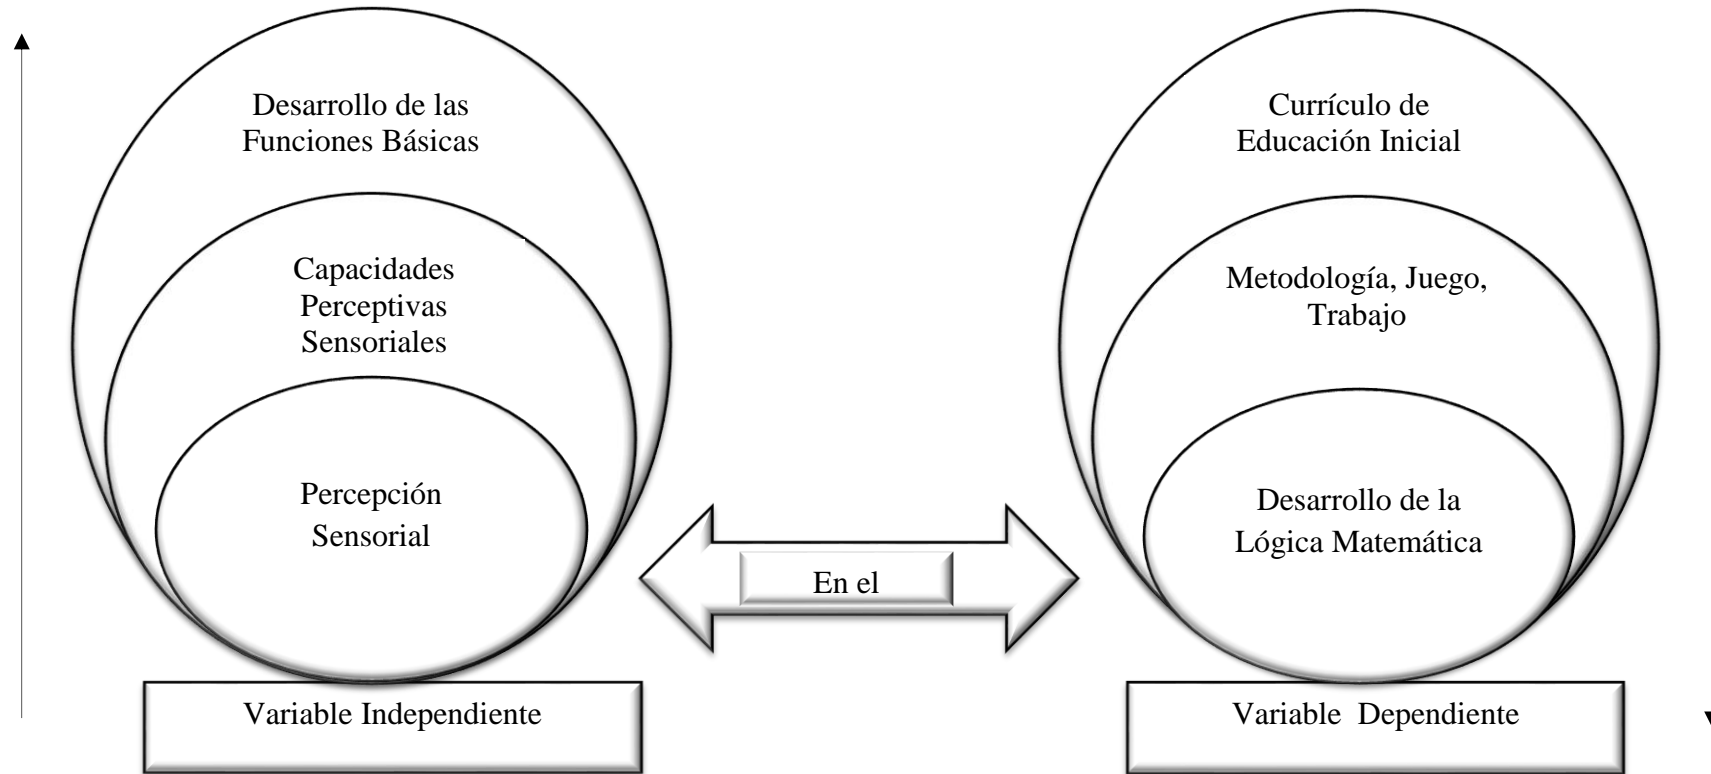 Desarrollo de las
Funciones Básicas
Capacidades
Perceptivas
Sensoriales
Percepción
Sensorial
Variable Independiente
En el
Currículo de
Educación Inicial
Metodología, Juego,
Trabajo
Desarrollo de la
Lógica Matemática
Variable Dependiente